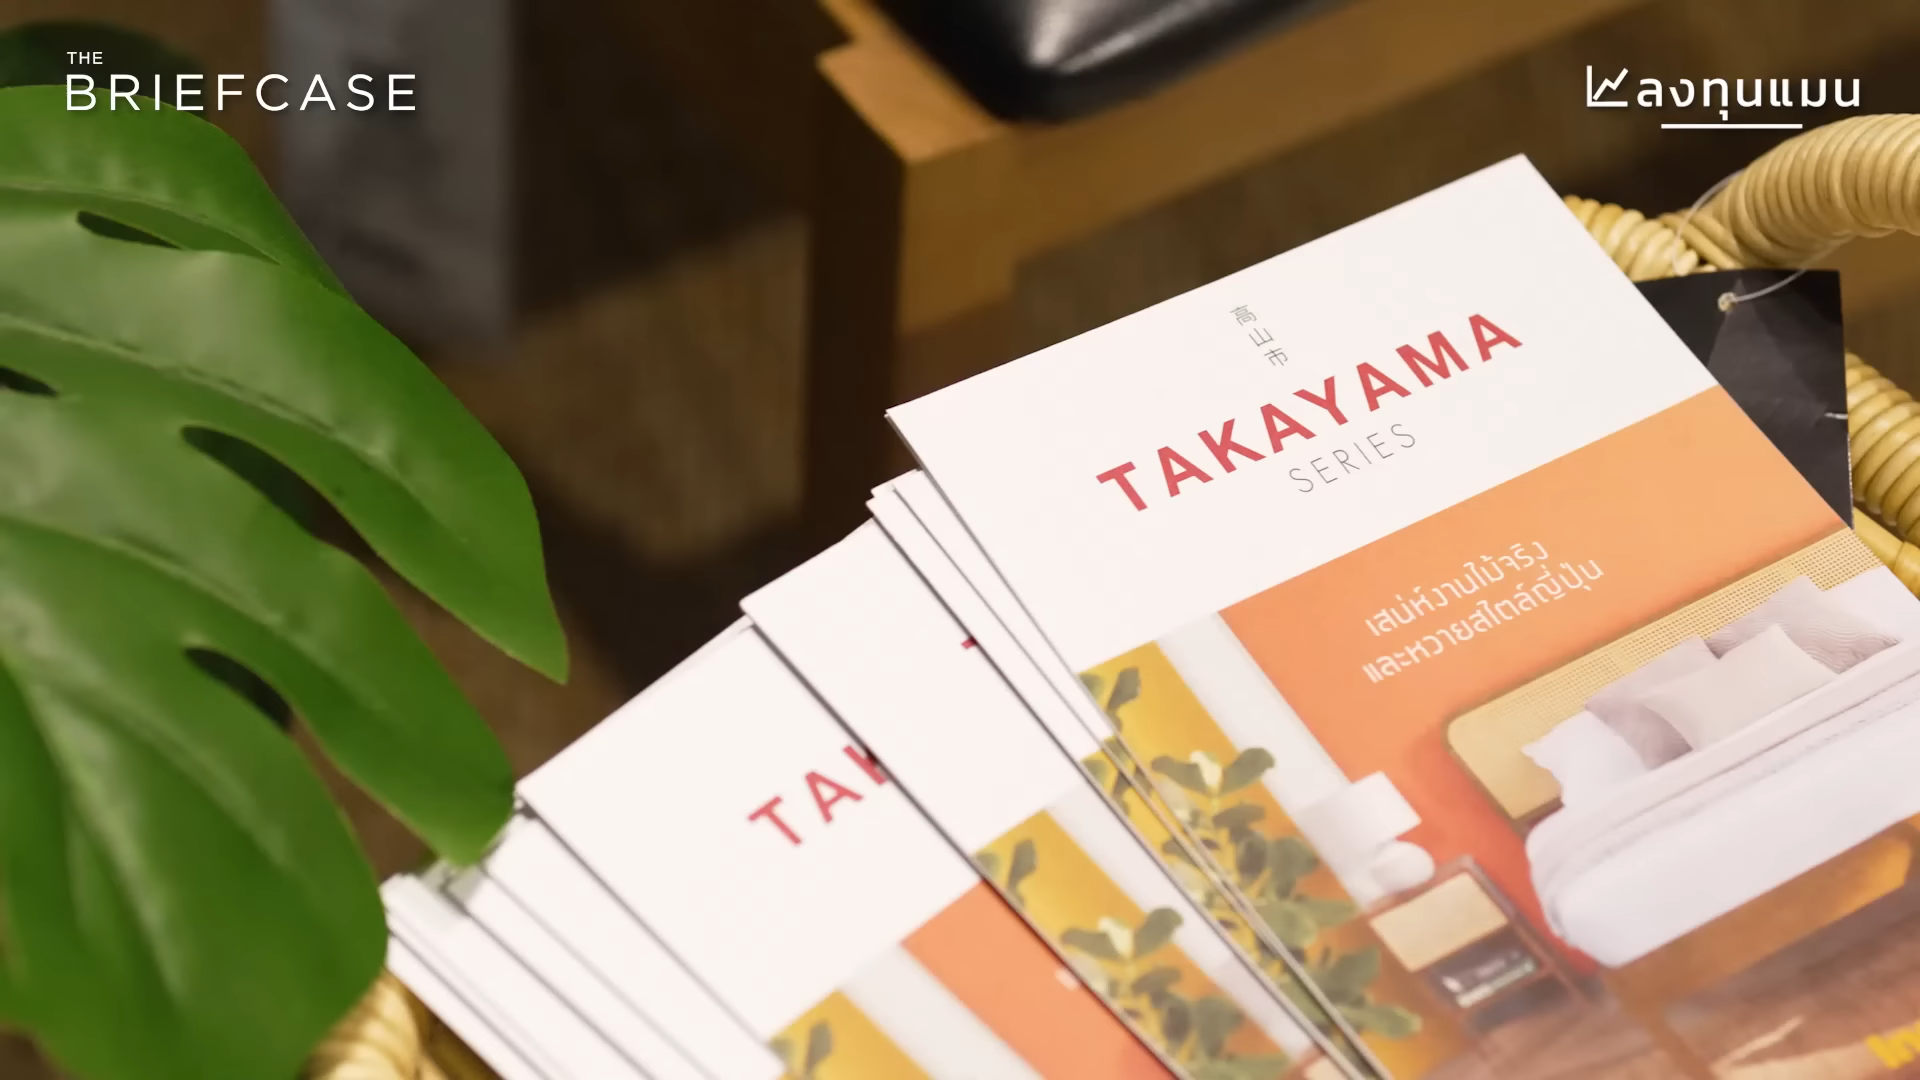 THE
BRIEFCASE
ลงทุนแมน
高山市
TAKAYAMA
SERIES
เสน่ห์งานไม้จริง
และหวายสไตล์ญี่ปุ่น
TAK